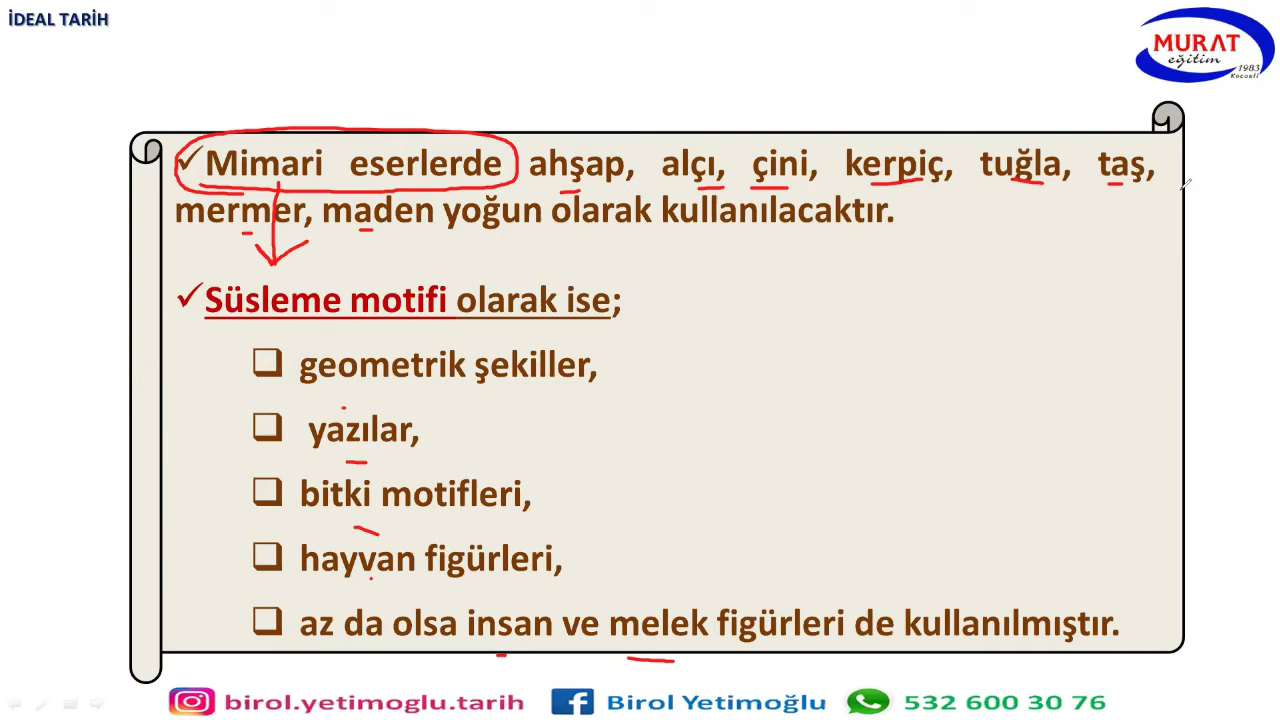 İDEAL TARİH
MURAT
eğitim
1983
Kocaeli
Mimari eserlerde ahşap, alçı, çini, kerpiç, tuğla, taş,
mermer, maden yoğun olarak kullanılacaktır.
Süsleme motifi olarak ise;
geometrik şekiller,
yazılar,
bitki motifleri,
hayvan figürleri,
az da olsa insan ve melek figürleri de kullanılmıştır.
birol.yetimoglu.tarih Birol Yetimoğlu 532 600 30 76